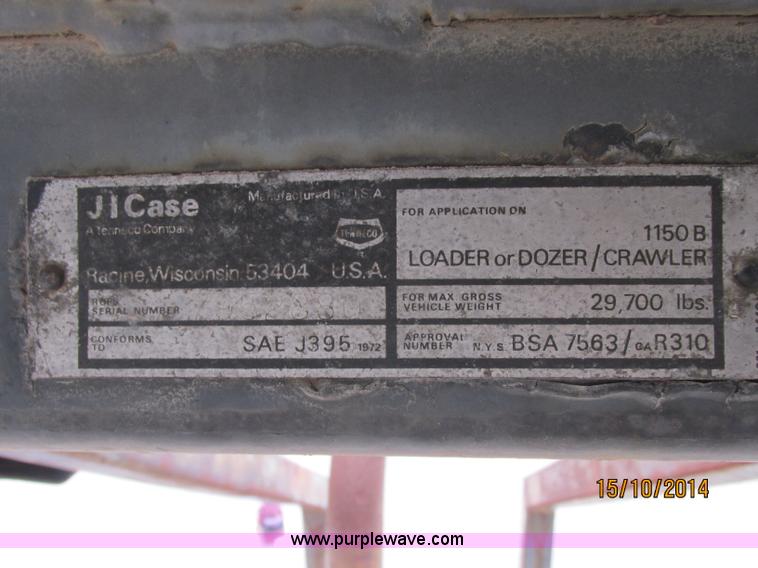 J I Case
A Tenneco Company
Manufactured in U.S.A.
TENNECO
Racine, Wisconsin 53404 U.S.A.
ROPS
SERIAL NUMBER
CONFORMS
TO SAE J395 1972
FOR APPLICATION ON
1150 B
LOADER or DOZER / CRAWLER
FOR MAX GROSS
VEHICLE WEIGHT 29,700 lbs.
APPROVAL
NUMBER N.Y.S. BSA 7563/ CA R310
15/10/2014
www.purplewave.com